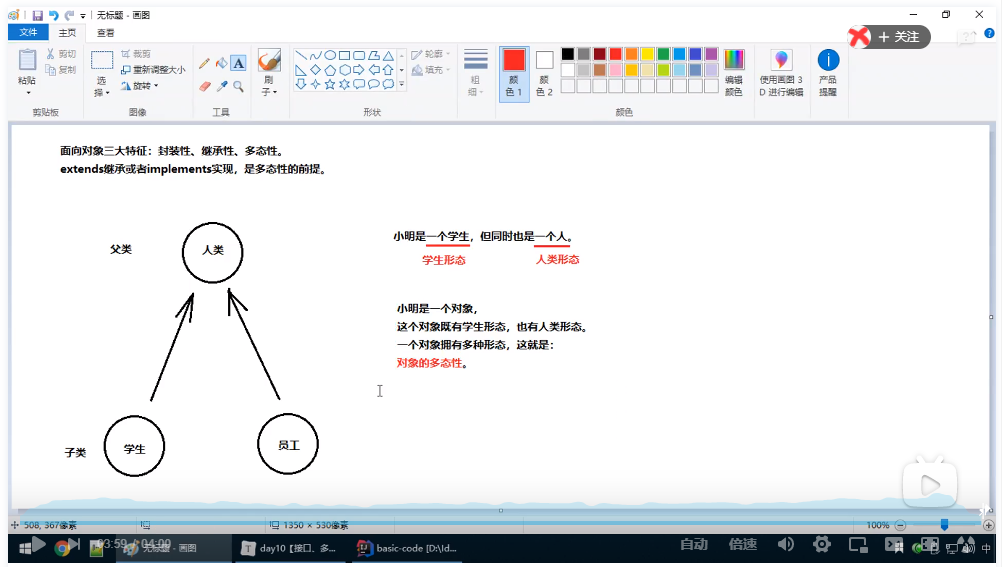 无标题 - 画图
文件 主页 查看
+ 关注
粘贴
剪切
复制
剪贴板
选择
裁剪
重新调整大小
旋转
图像
A
工具
刷子
形状
轮廓
填充
粗细
颜色 1
颜色 2
颜色
编辑颜色
使用画图 3D 进行编辑
产品提醒
面向对象三大特征：封装性、继承性、多态性。
extends继承或者implements实现，是多态性的前提。
父类
人类
小明是一个学生，但同时也是一个人。
学生形态
人类形态
小明是一个对象，
这个对象既有学生形态，也有人类形态。
一个对象拥有多种形态，这就是：
对象的多态性。
子类
学生
员工
508, 367像素
1350 × 530像素
100%
03:59 / 04:00
无标题 - 画图
day10【接口、多...
basic-code [D:\Id...
自动
倍速
中